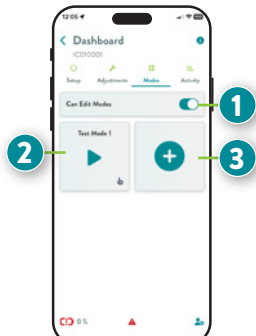 12:05
Dashboard
IC010001
Setup Adjustments Modes Activity
Can Edit Modes
1
2
Test Mode 1
3
0 %